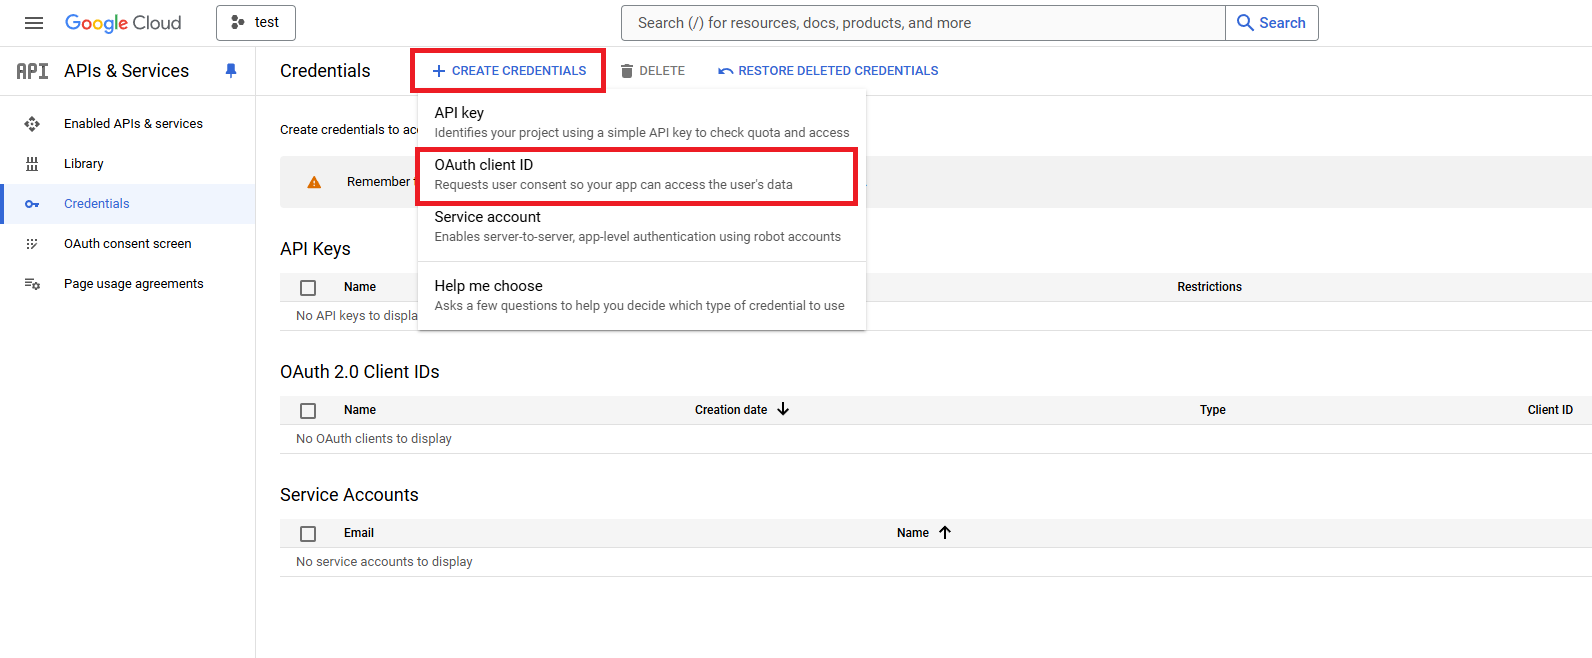 Google Cloud
test
Search (/) for resources, docs, products, and more
Search
API
APIs & Services
Credentials
CREATE CREDENTIALS
DELETE
RESTORE DELETED CREDENTIALS
Enabled APIs & services
Library
Credentials
OAuth consent screen
Page usage agreements
Create credentials to
API key
Identifies your project using a simple API key to check quota and access
Remember
OAuth client ID
Requests user consent so your app can access the user's data
Service account
Enables server-to-server, app-level authentication using robot accounts
Help me choose
Asks a few questions to help you decide which type of credential to use
API Keys
Name
Restrictions
No API keys to
OAuth 2.0 Client IDs
Name
Creation date
Type
Client ID
No OAuth clients to display
Service Accounts
Email
Name
No service accounts to display